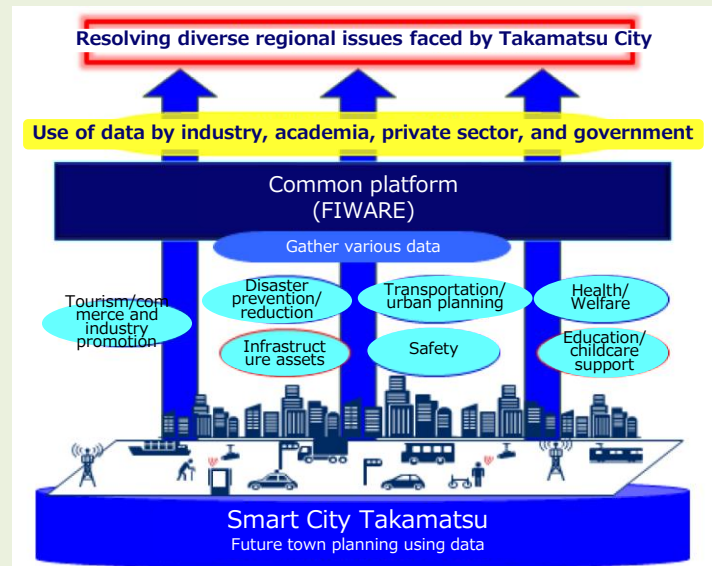 Resolving diverse regional issues faced by Takamatsu City
Use of data by industry, academia, private sector, and government
Common platform
(FIWARE)
Gather various data
Tourism/com
merce and
industry
promotion
Disaster
prevention/
reduction
Transportation/
urban planning
Health/
Welfare
Infrastruct
ure assets
Safety
Education/
childcare
support
Smart City Takamatsu
Future town planning using data